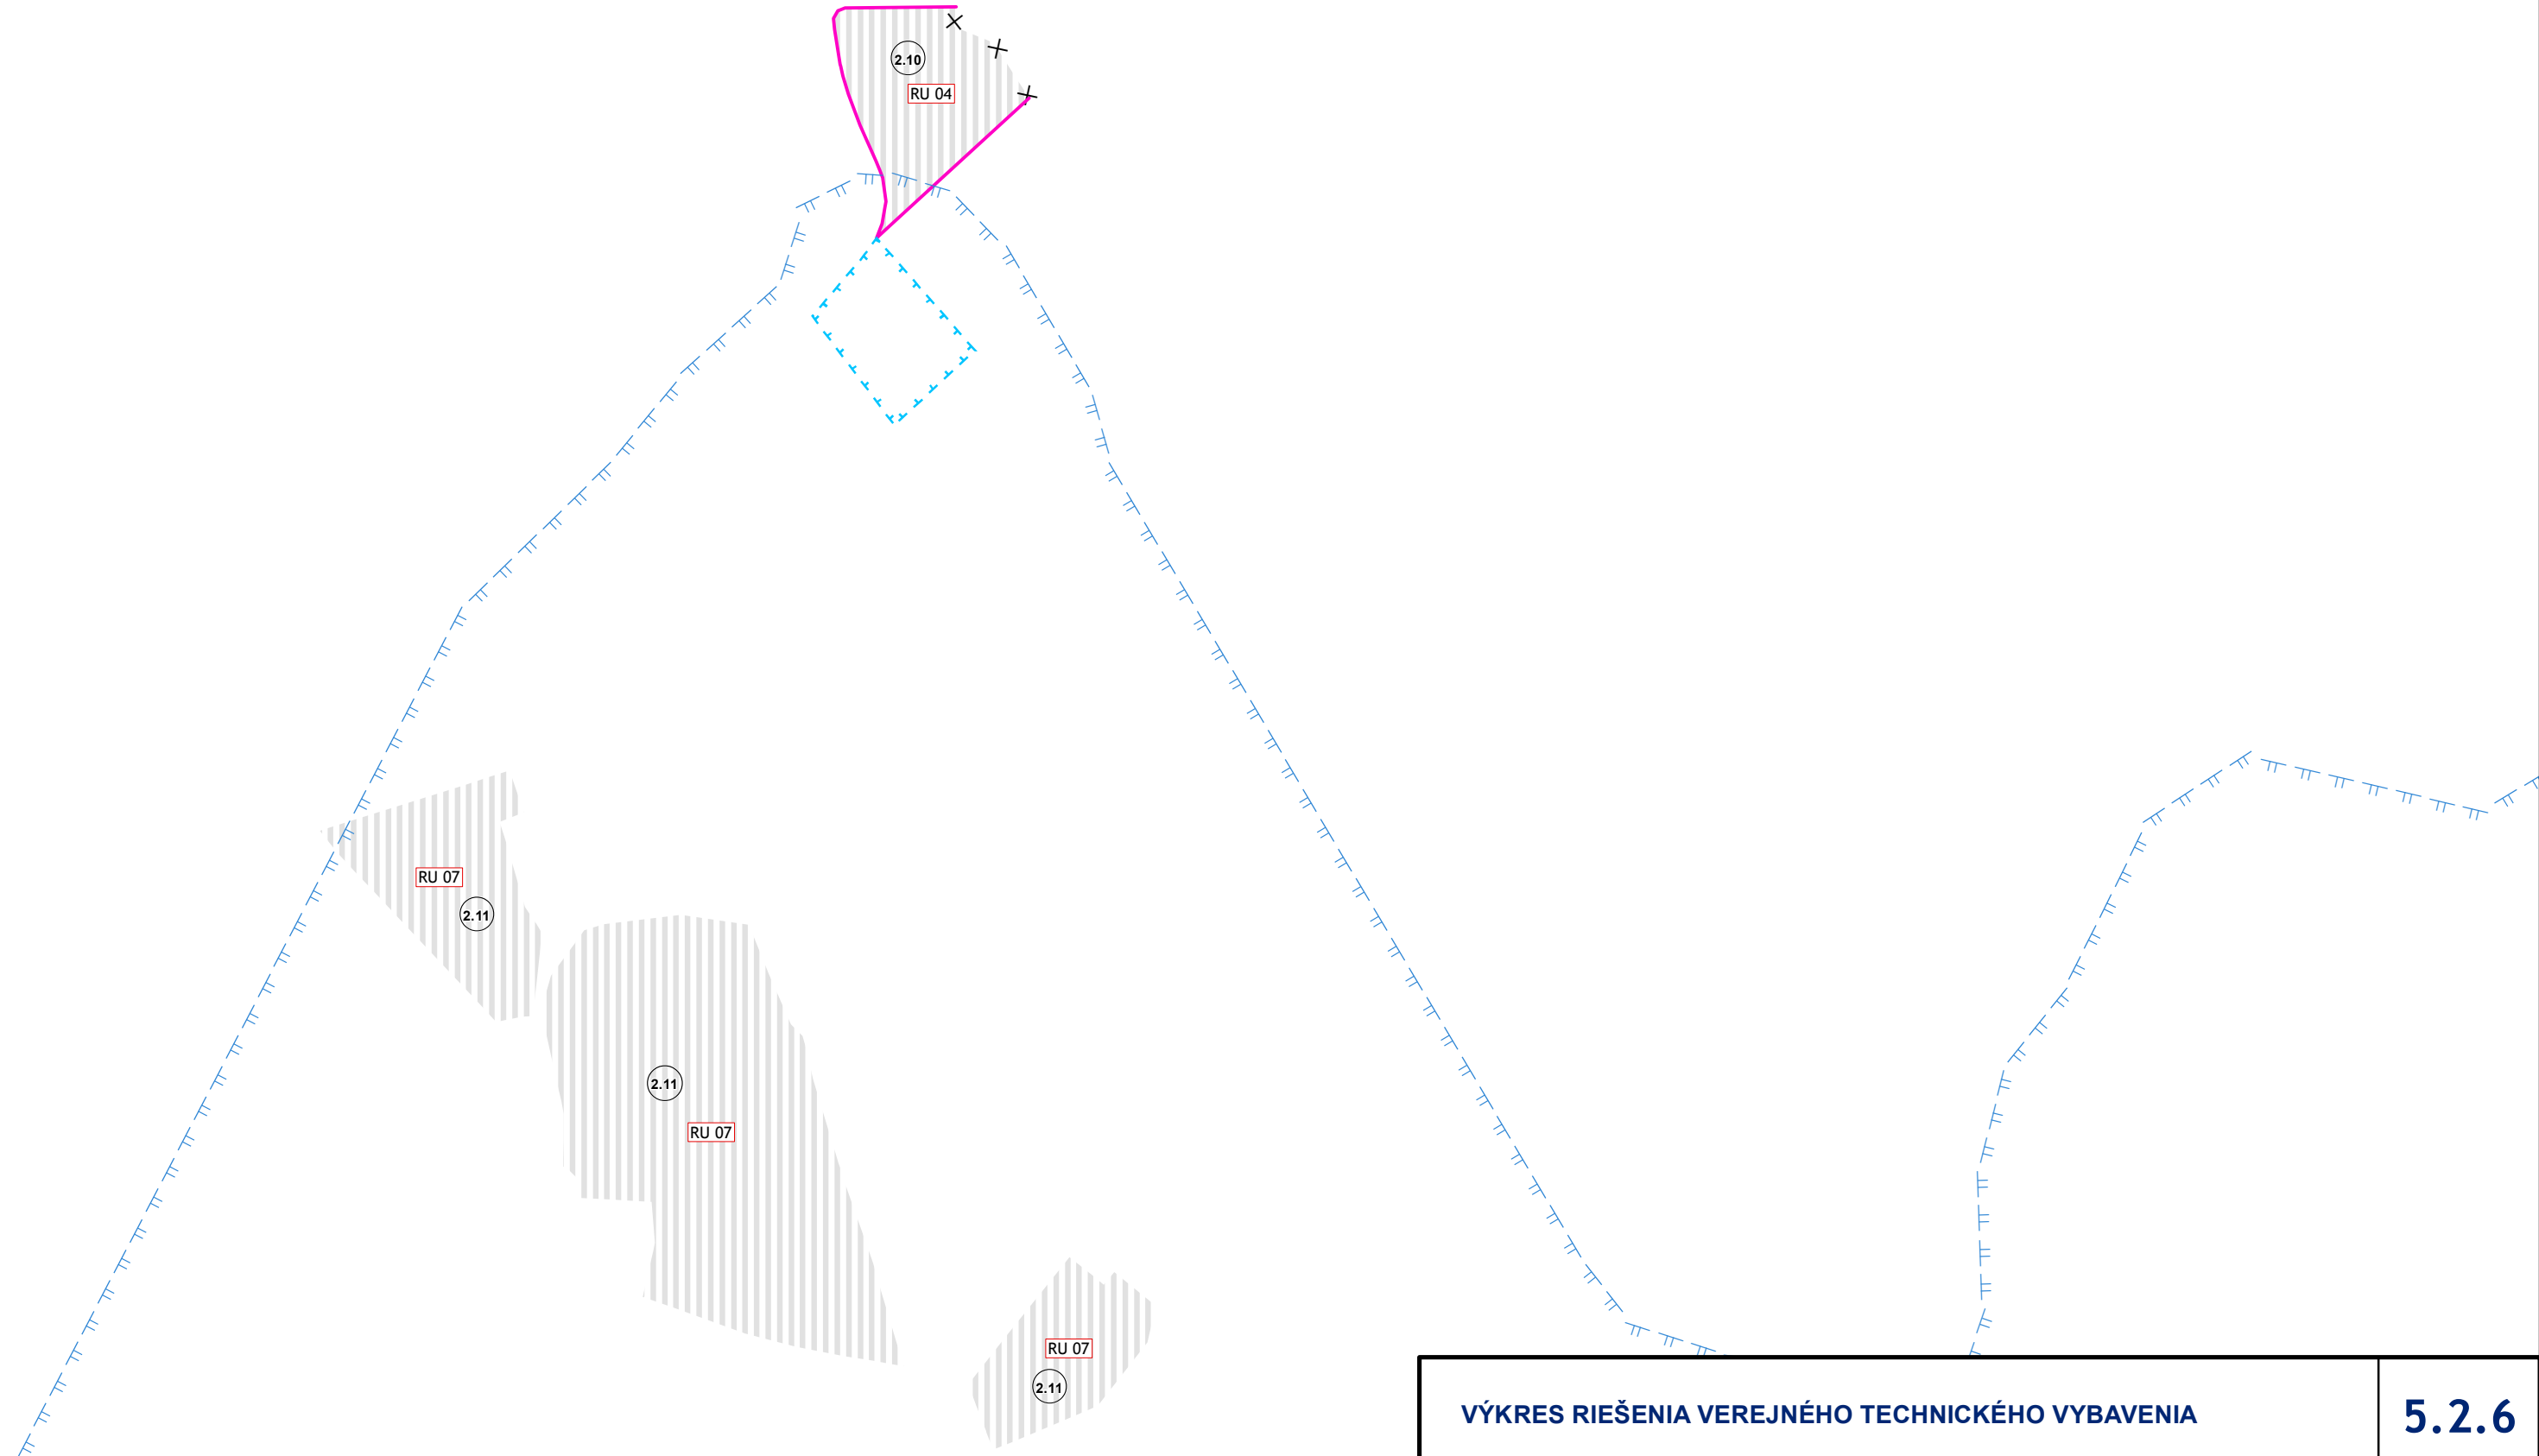 2.10
RU 04
RU 07
2.11
2.11
RU 07
RU 07
2.11
VÝKRES RIEŠENIA VEREJNÉHO TECHNICKÉHO VYBAVENIA
5.2.6